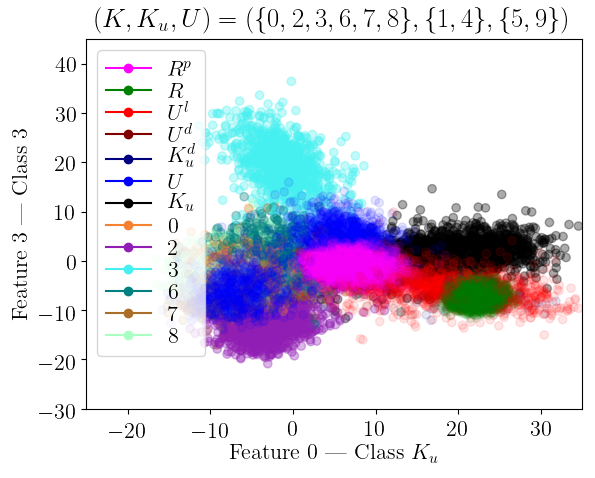 (K, K_u, U) = ({0, 2, 3, 6, 7, 8}, {1, 4}, {5, 9})
Feature 3 — Class 3
40
30
20
10
0
−10
−20
−30
R^p
R
U^l
U^d
K_u^d
U
K_u
0
2
3
6
7
8
−20
−10
0
10
20
30
Feature 0 — Class K_u